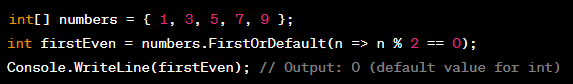 int[] numbers = { 1, 3, 5, 7, 9 };
int firstEven = numbers.FirstOrDefault(n => n % 2 == 0);
Console.WriteLine(firstEven); // Output: 0 (default value for int)